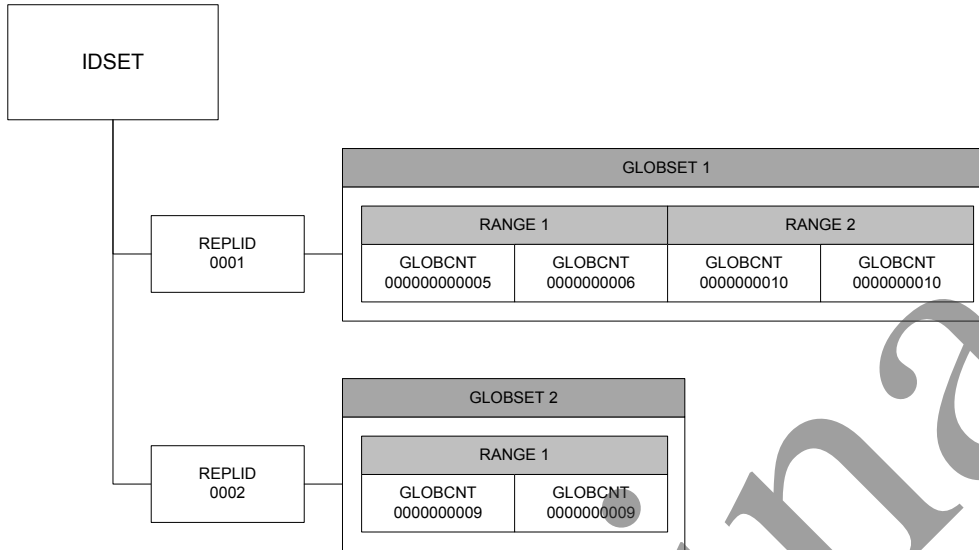 IDSET
GLOBSET 1
RANGE 1 RANGE 2
REPLID
0001
GLOBCNT GLOBCNT GLOBCNT GLOBCNT
000000000005 0000000006 0000000010 0000000010
GLOBSET 2
RANGE 1
REPLID
0002
GLOBCNT GLOBCNT
0000000009 0000000009